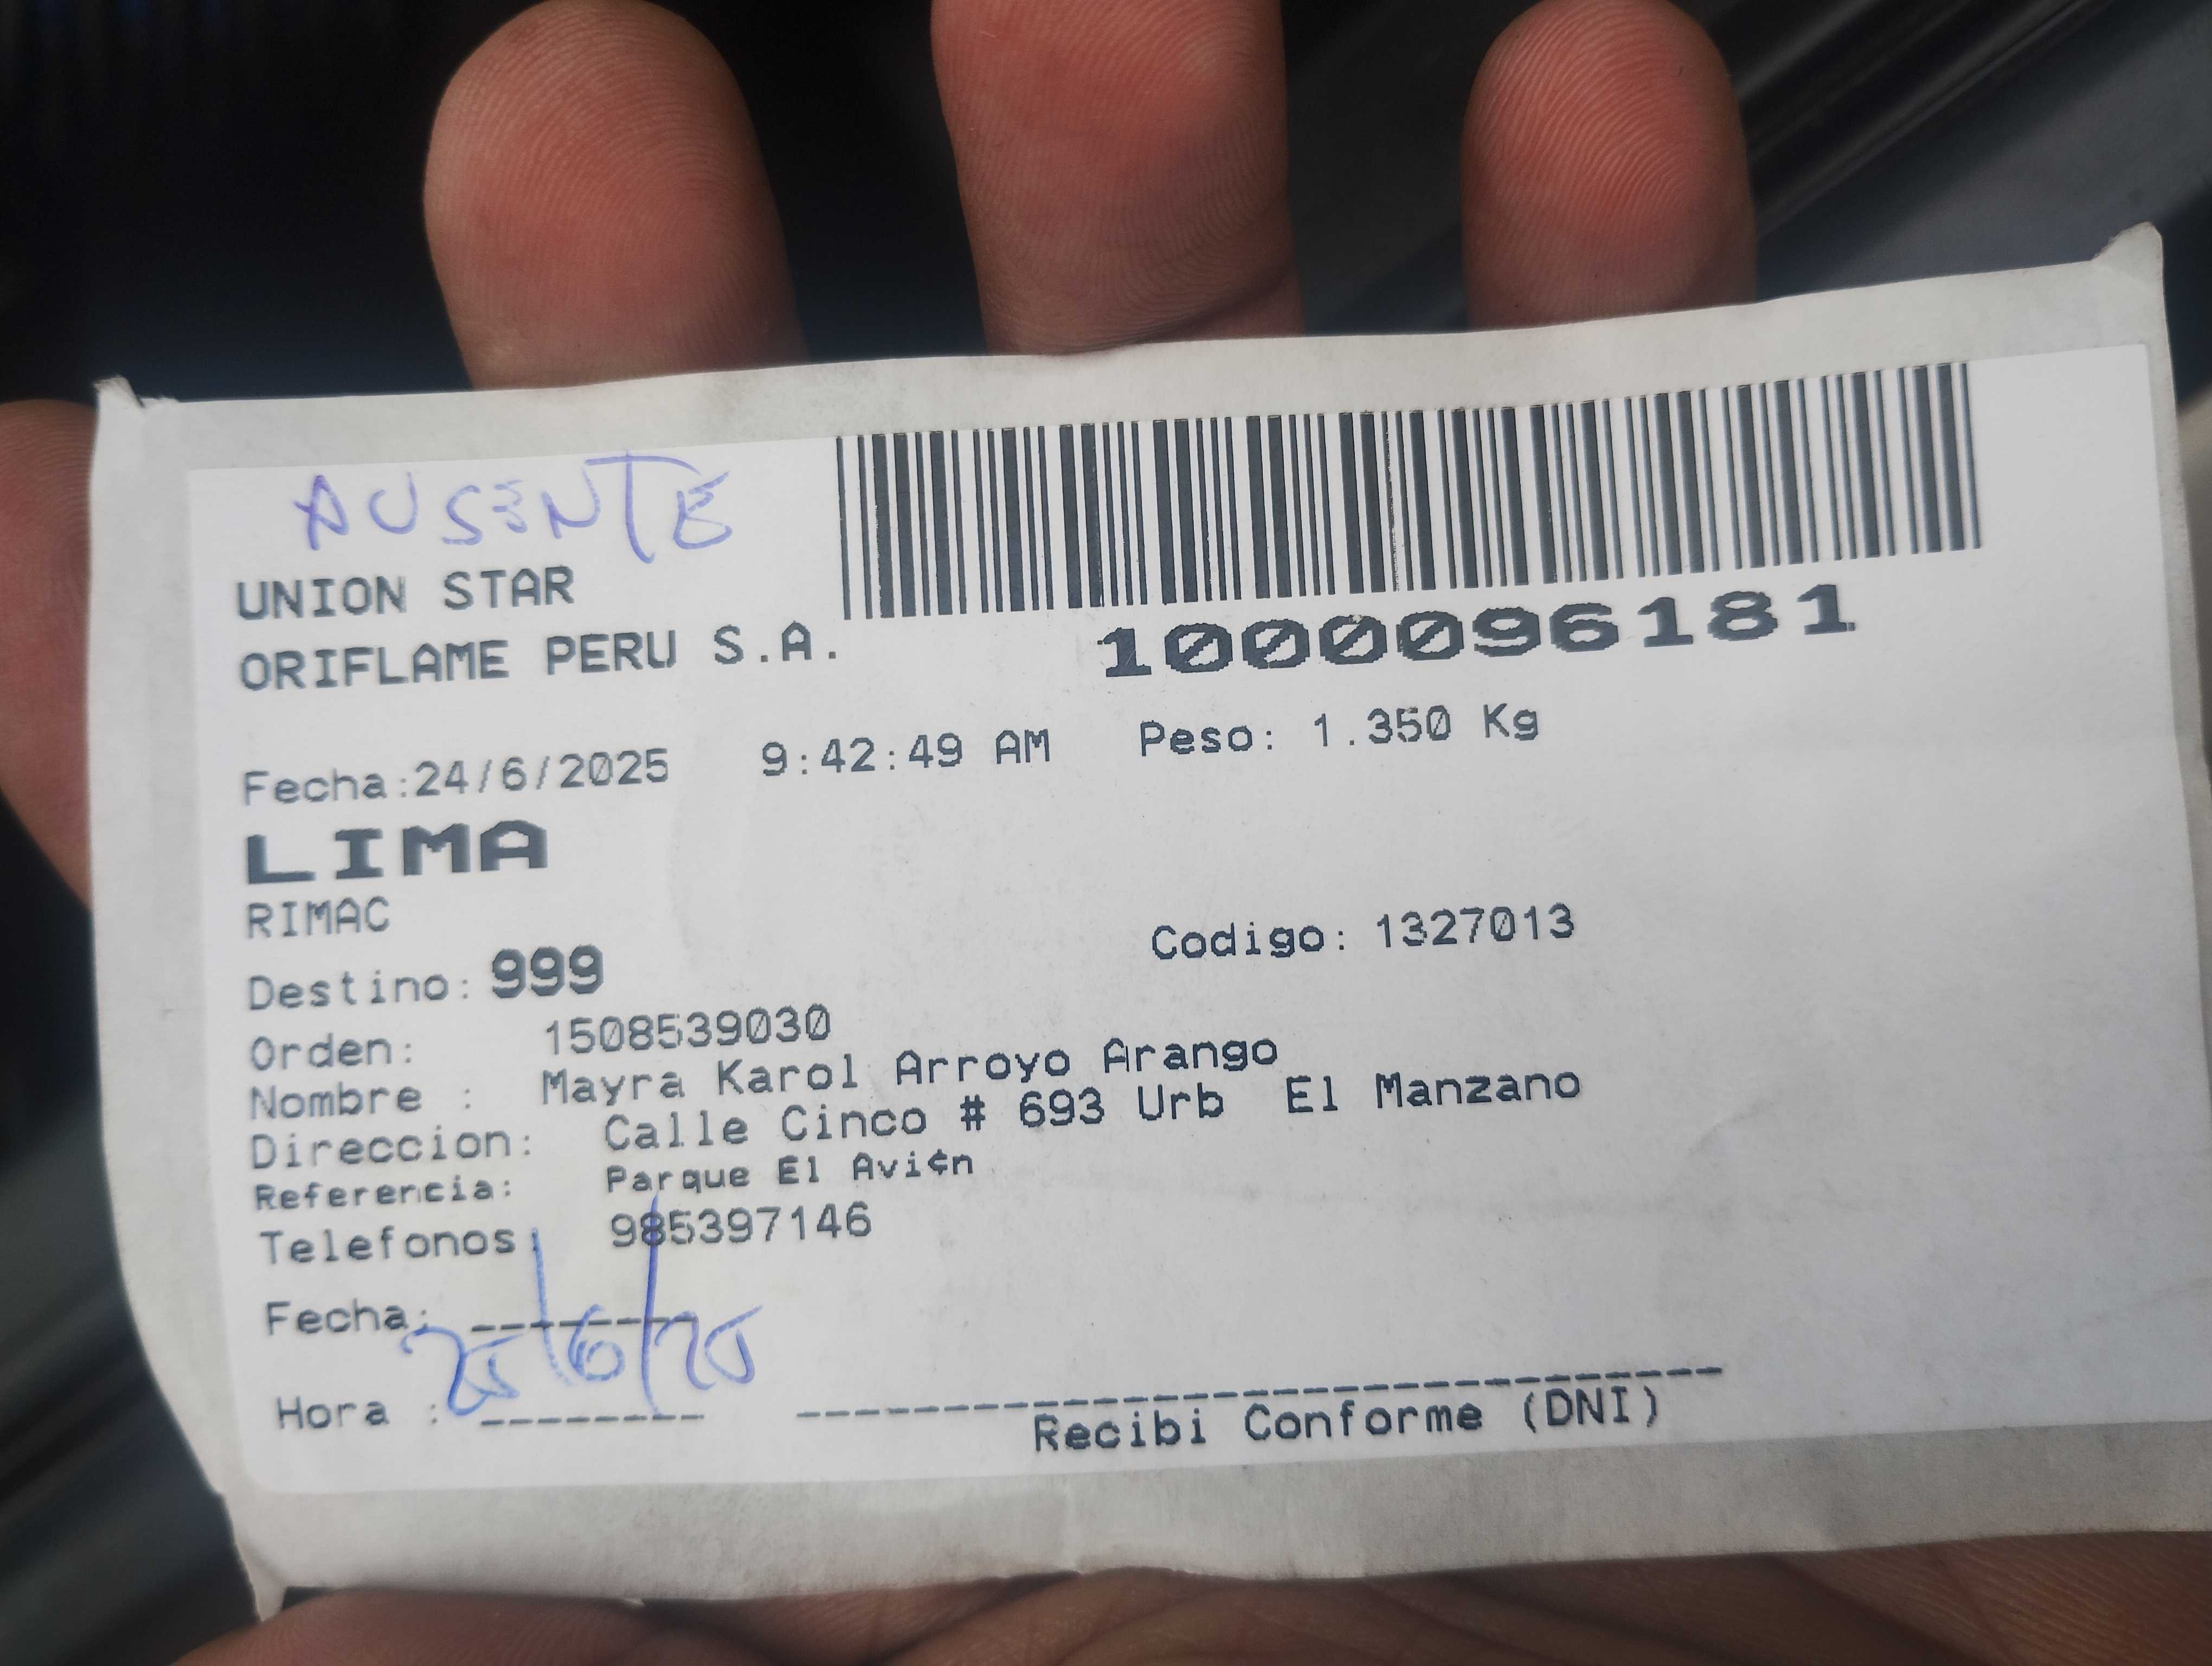 AUSENTE
UNION STAR
ORIFLAME PERU S.A.
1000096181
Fecha:24/6/2025 9:42:49 AM Peso: 1.350 Kg
LIMA
RIMAC
Codigo: 1327013
Destino: 999
Orden: 1508539030
Nombre : Mayra Karol Arroyo Arango
Direccion: Calle Cinco # 693 Urb El Manzano
Referencia: Parque El Avi¢n
Telefonos: 985397146
Fecha: 25/6/25
Hora :
Recibi Conforme (DNI)